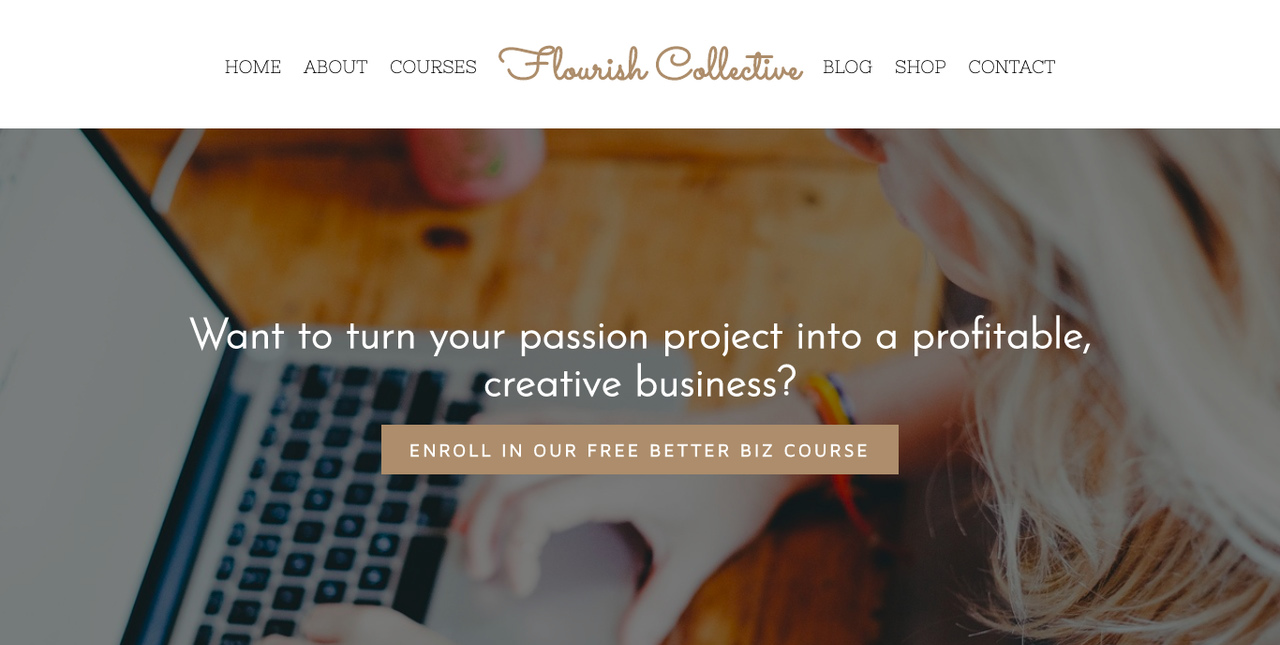 HOME ABOUT COURSES Flourish Collective BLOG SHOP CONTACT
Want to turn your passion project into a profitable,
creative business?
ENROLL IN OUR FREE BETTER BIZ COURSE